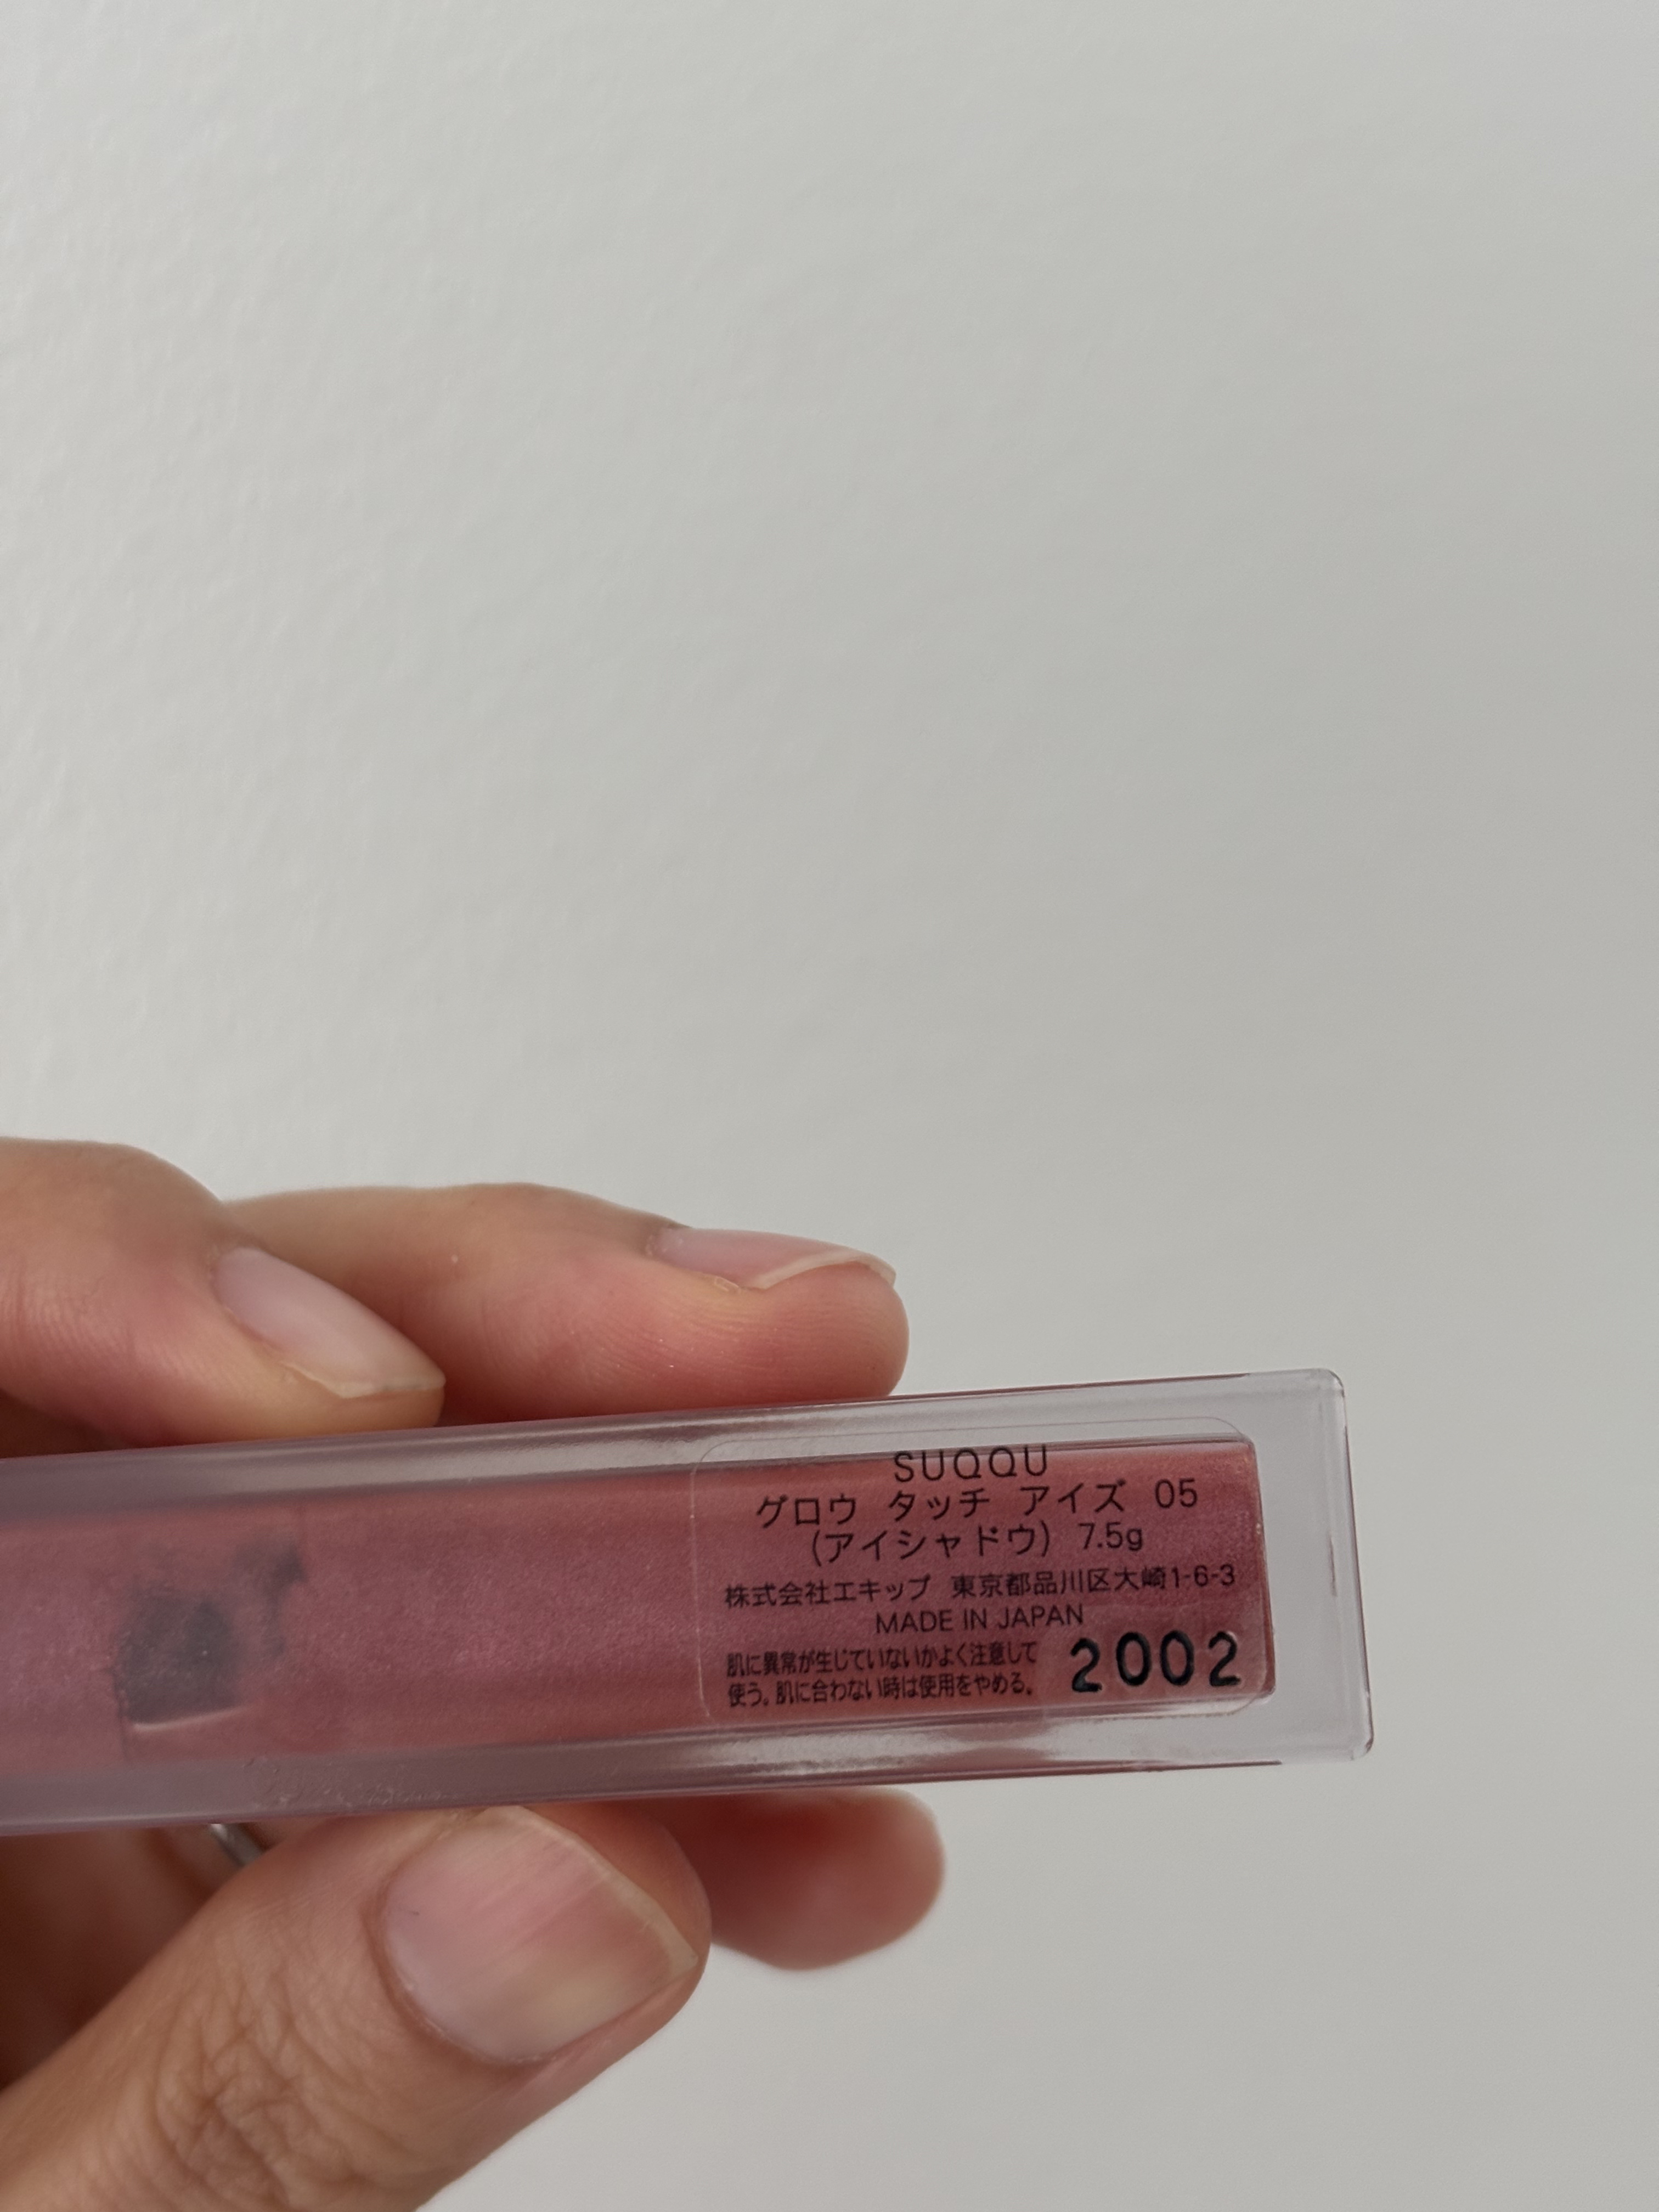 SUQQU
グロウ タッチ アイズ 05
(アイシャドウ) 7.5g
株式会社エキップ 東京都品川区大崎1-6-3
MADE IN JAPAN
肌に異常が生じていないかよく注意して
使う。肌に合わない時は使用をやめる。
2002